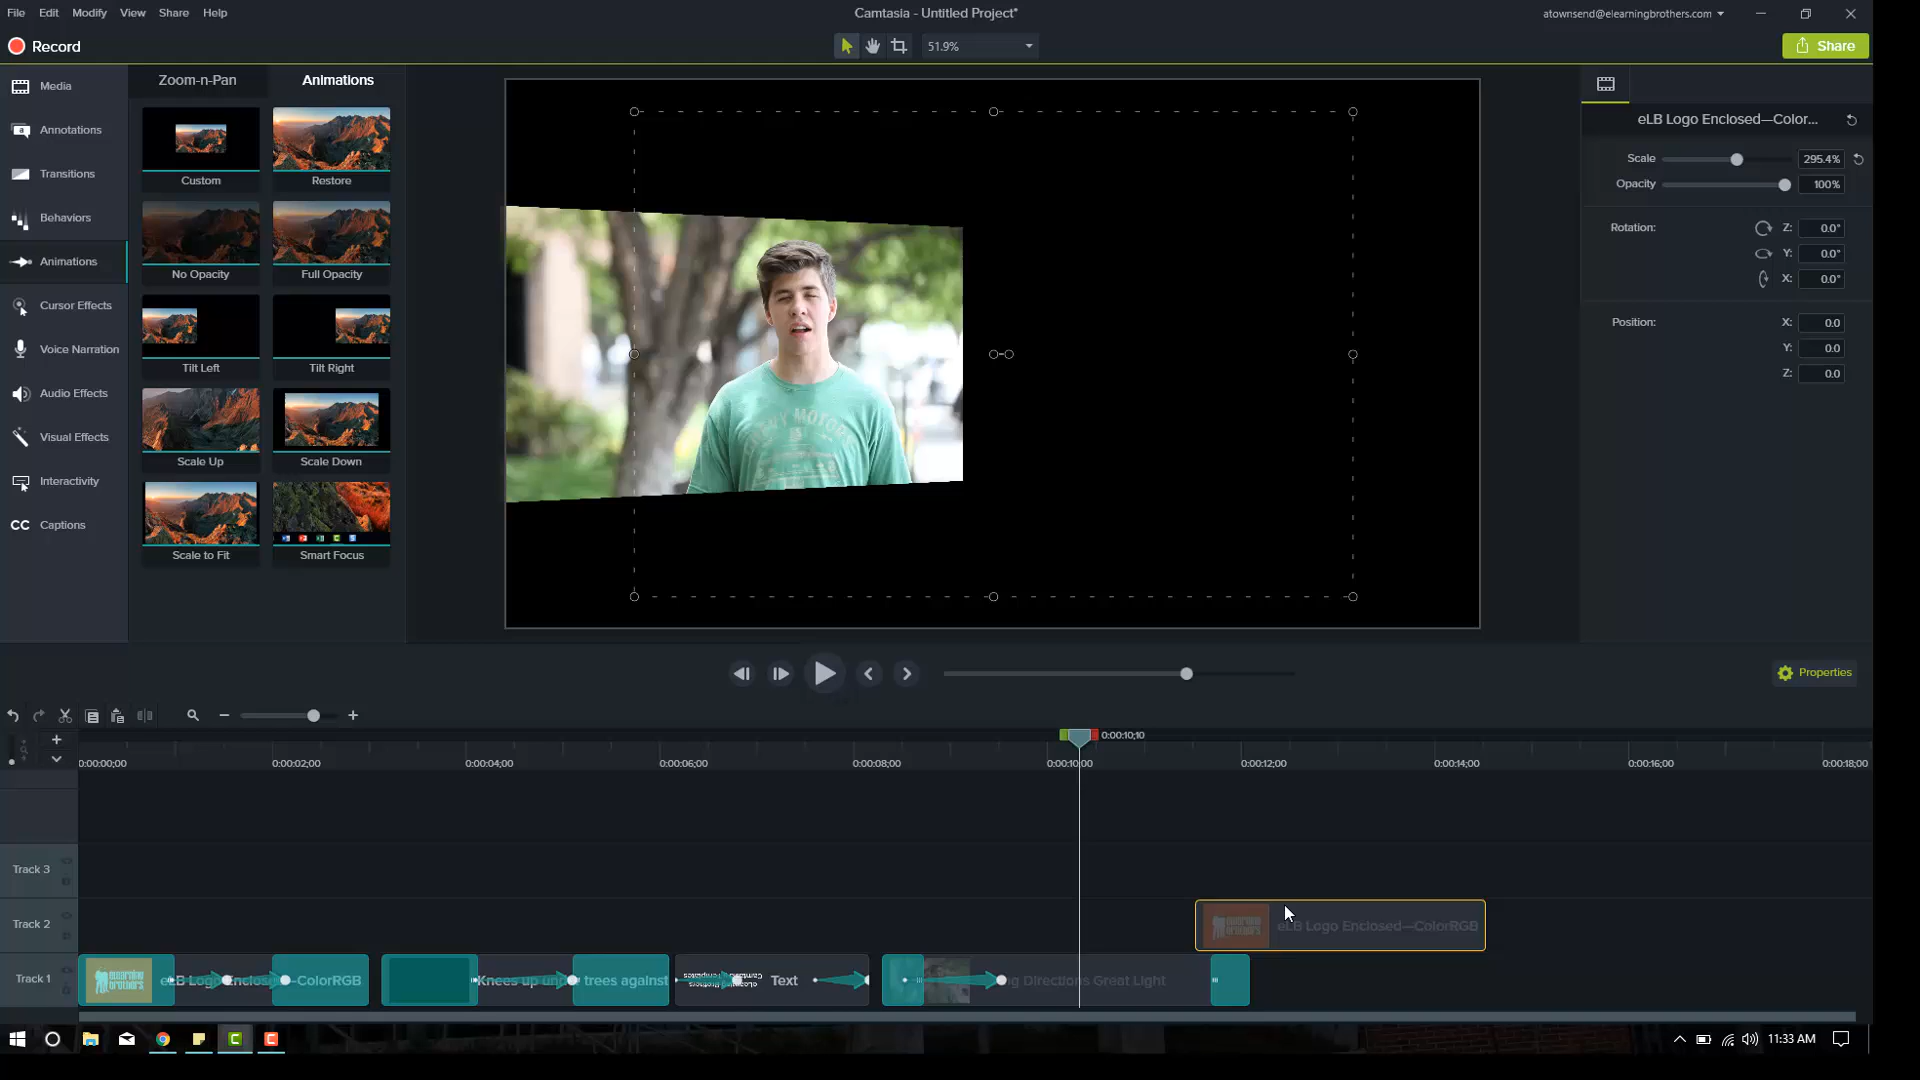 File Edit Modify View Share Help
Camtasia - Untitled Project*
atownsend@elearningbrothers.com
Record
51.9%
Share
Media
Annotations
Transitions
Behaviors
Animations
Cursor Effects
Voice Narration
Audio Effects
Visual Effects
Interactivity
CC Captions
Zoom-n-Pan Animations
Custom Restore
No Opacity Full Opacity
Tilt Left Tilt Right
Scale Up Scale Down
Scale to Fit Smart Focus
eLB Logo Enclosed—Color...
Scale 295.4%
Opacity 100%
Rotation: Z: 0.0°
Y: 0.0°
X: 0.0°
Position: X: 0.0
Y: 0.0
Z: 0.0
Properties
0:00:10;10
0:00:00;00 0:00:02;00 0:00:04;00 0:00:06;00 0:00:08;00 0:00:10;00 0:00:12;00 0:00:14;00 0:00:16;00 0:00:18;00
Track 3
Track 2
eLB Logo Enclosed—ColorRGB
Track 1
eLB Logo Enclosed—ColorRGB
Knees up under trees against
Text
Directions Great Light
11:33 AM